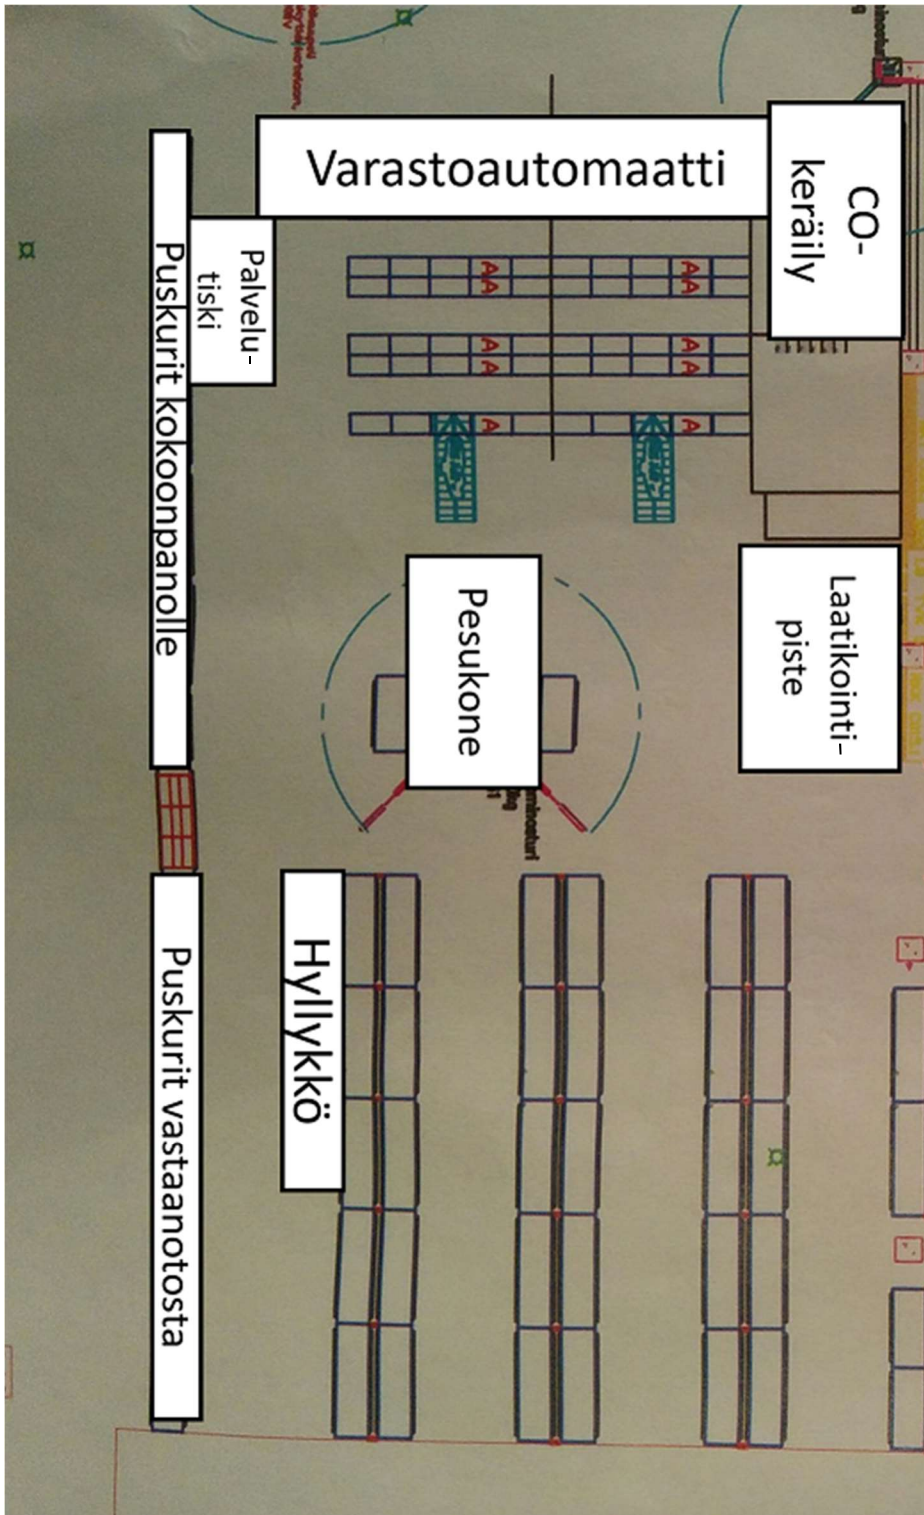 Varastoautomaatti
CO-
keräily
Palvelu-
tiski
Puskurit kokoonpanolle
A A
A A
A A
A A
A
A
Pesukone
Laatikointi-
piste
Hyllykkö
Puskurit vastaanotosta